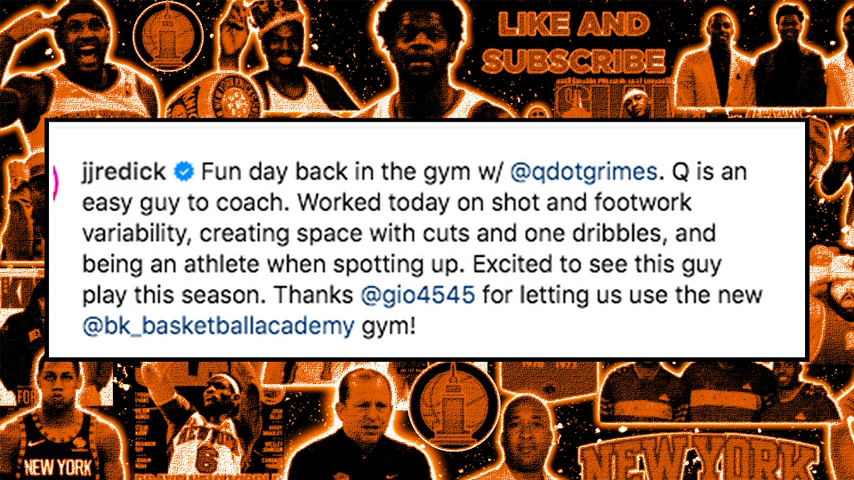 LIKE AND
SUBSCRIBE
jjredick Fun day back in the gym w/ @qdotgrimes. Q is an
easy guy to coach. Worked today on shot and footwork
variability, creating space with cuts and one dribbles, and
being an athlete when spotting up. Excited to see this guy
play this season. Thanks @gio4545 for letting us use the new
@bk_basketballacademy gym!
NEW YORK
6
NEW YORK